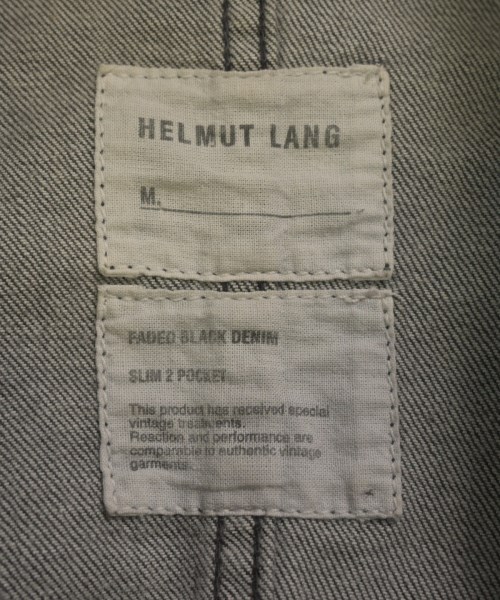 HELMUT LANG
M.
FADED BLACK DENIM
SLIM 2 POCKET
This product has received special
vintage treatments.
Reaction and performance are
comparable to authentic vintage
garments.